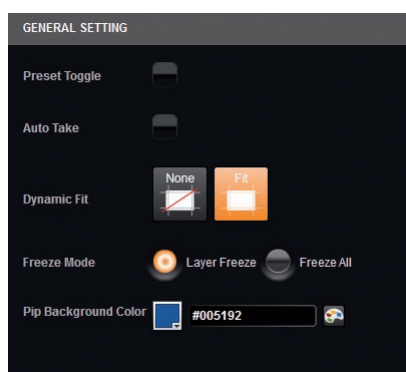 GENERAL SETTING
Preset Toggle
Auto Take
Dynamic Fit None Fit
Freeze Mode Layer Freeze Freeze All
Pip Background Color #005192